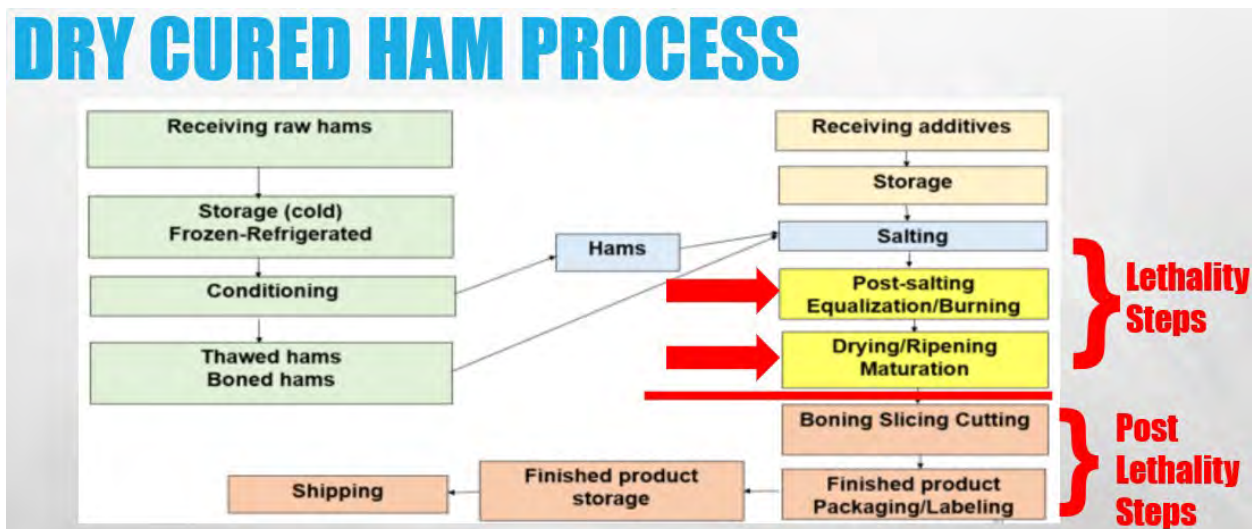 DRY CURED HAM PROCESS
Receiving raw hams
Storage (cold)
Frozen-Refrigerated
Conditioning
Thawed hams
Boned hams
Hams
Receiving additives
Storage
Salting
Post-salting
Equalization/Burning
Drying/Ripening
Maturation
Lethality
Steps
Boning Slicing Cutting
Finished product
Packaging/Labeling
Post
Lethality
Steps
Finished product
storage
Shipping